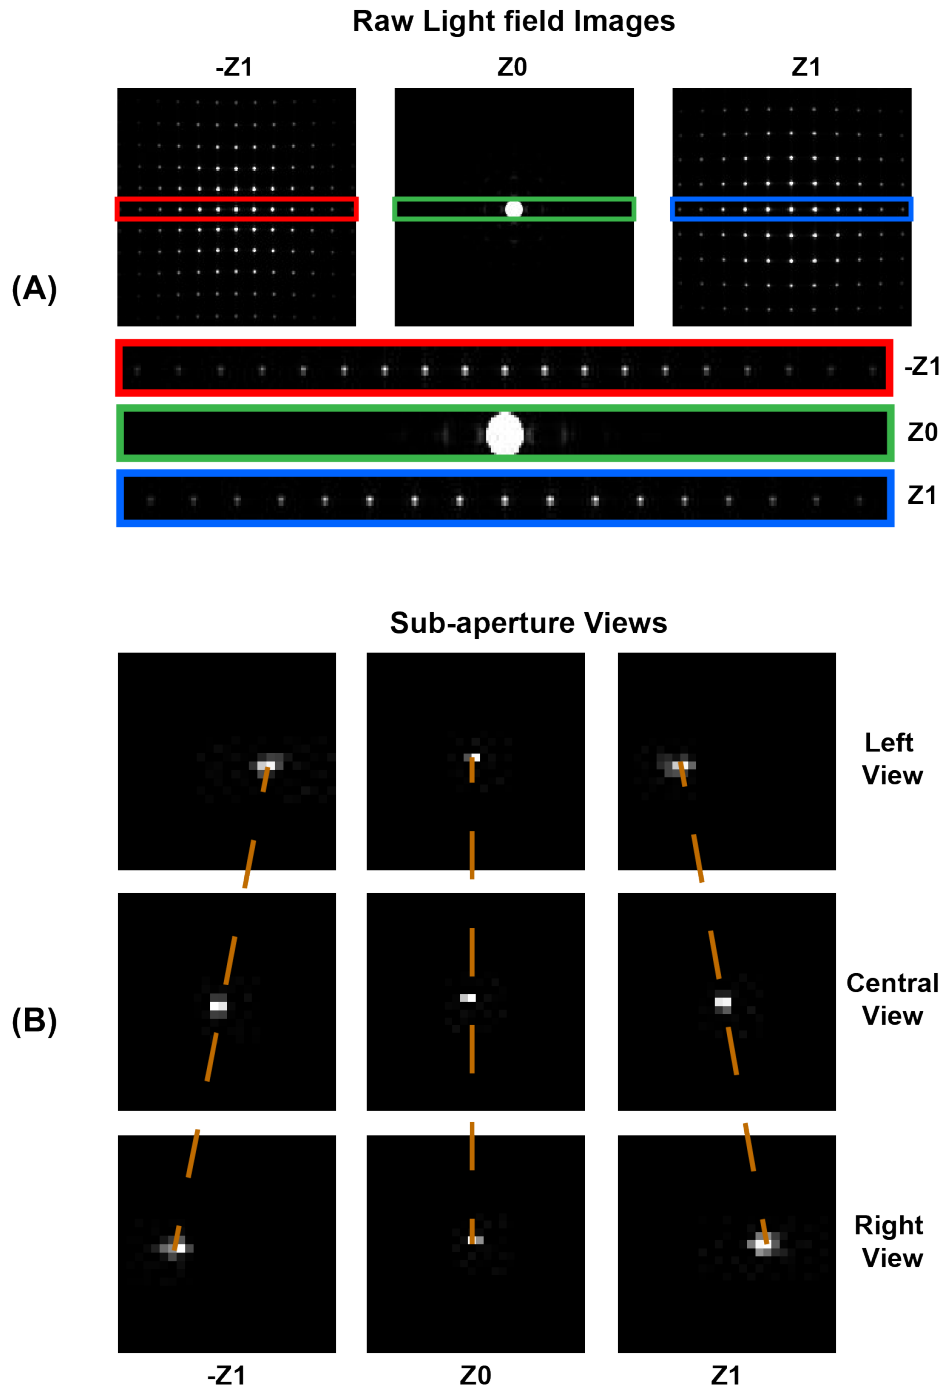 Raw Light field Images
-Z1 Z0 Z1
(A)
-Z1
Z0
Z1
Sub-aperture Views
Left
View
Central
View
(B)
Right
View
-Z1 Z0 Z1